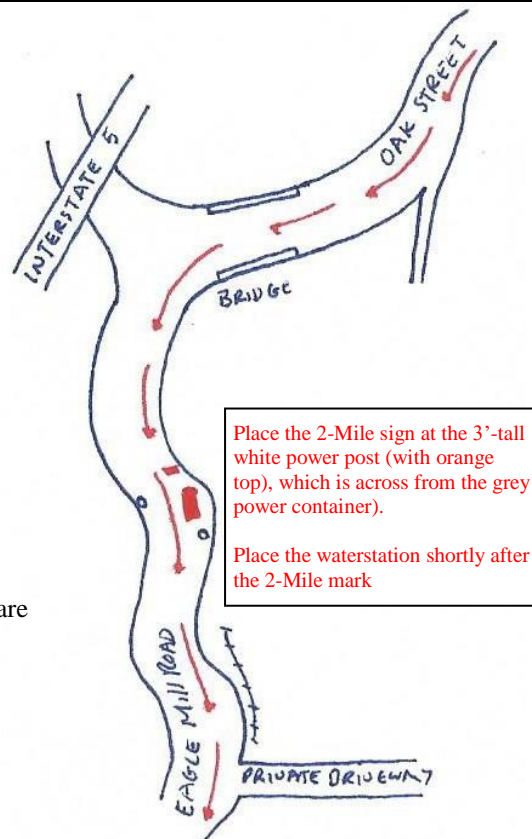 OAK STREET
INTERSTATE 5
BRIDGE
Place the 2-Mile sign at the 3’-tall
white power post (with orange
top), which is across from the grey
power container).
Place the waterstation shortly after
the 2-Mile mark
are
EAGLE MILL ROAD
PRIVATE DRIVEWAY